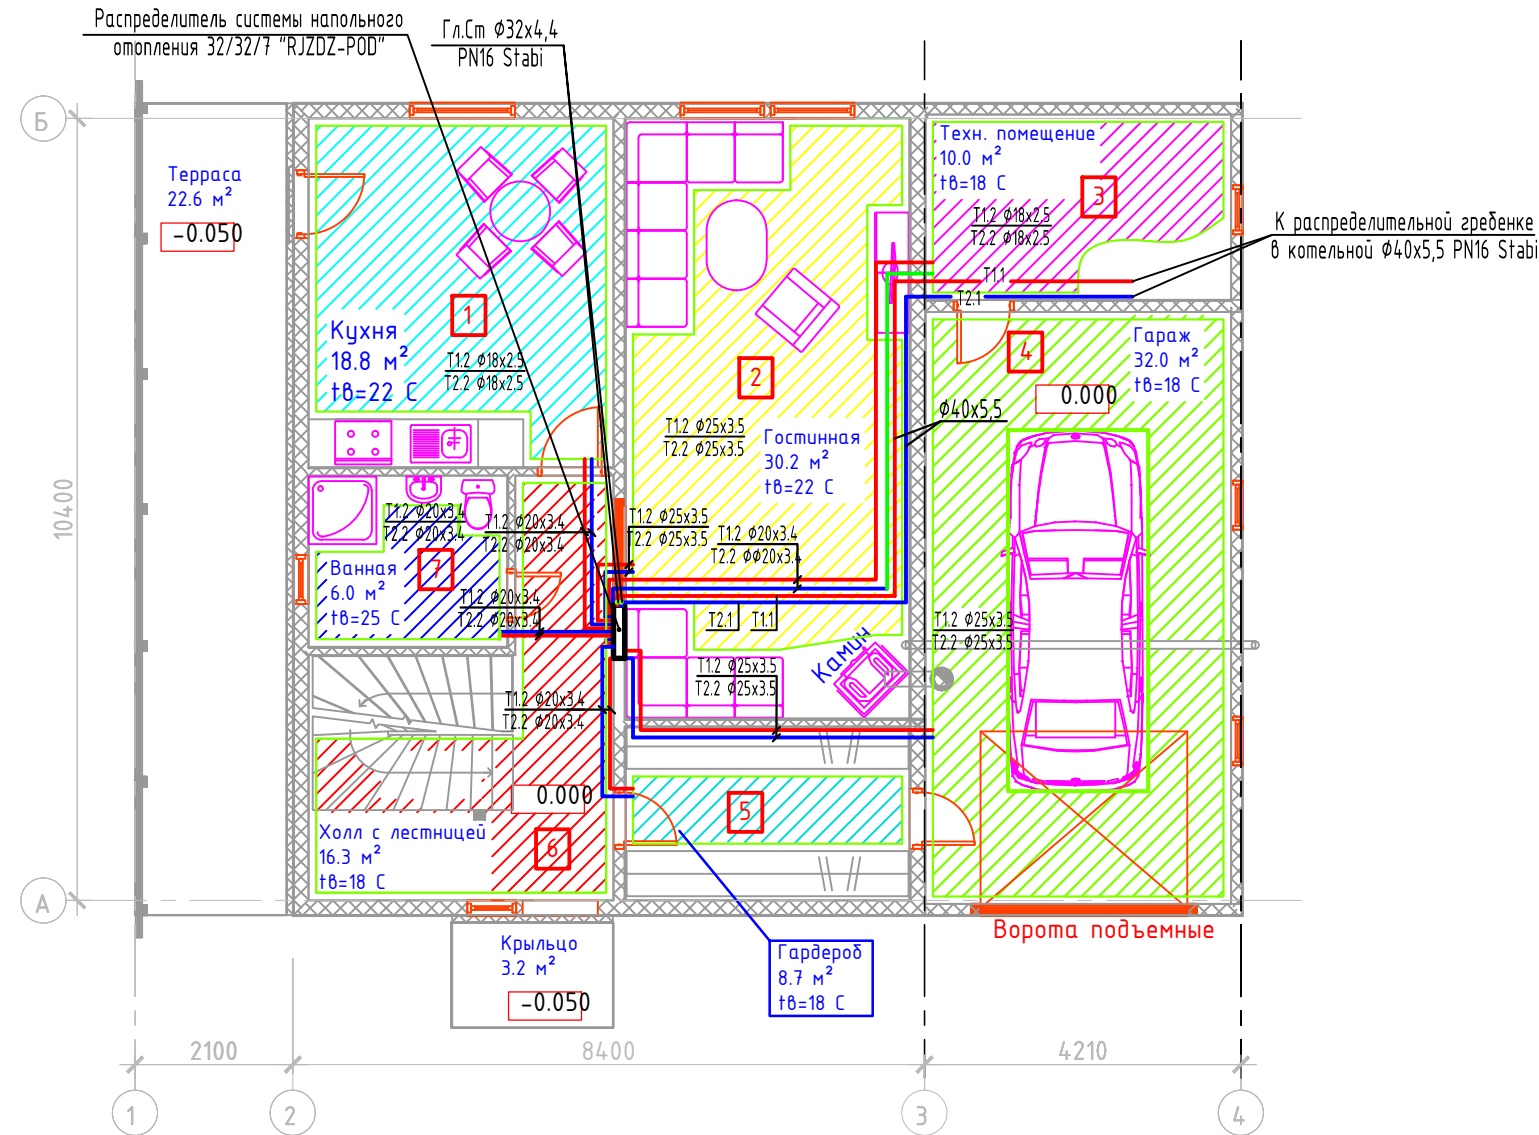 Распределитель системы напольного
отопления 32/32/7 "RJZDZ-POD"
Гл.Ст Ф32х4,4
PN16 Stabi
Б
Терраса
22.6 м²
-0.050
Техн. помещение
10.0 м²
tв=18 С
3
Т1.2 ф18х2.5
Т2.2 ф18х2.5
К распределительной гребенке
в котельной Ф40х5,5 PN16 Stabi
Т1.1
Т2.1
1
Кухня
18.8 м²
tв=22 С
Т1.2 ф18х2.5
Т2.2 ф18х2.5
2
4
Гараж
32.0 м²
tв=18 С
0.000
Ф40х5,5
Т1.2 ф25х3.5
Т2.2 ф25х3.5
Гостинная
30.2 м²
tв=22 С
10400
Т1.2 ф20х3.4
Т2.2 ф20х3.4
Т1.2 ф20х3.4
Т2.2 ф20х3.4
Т1.2 ф25х3.5
Т2.2 ф25х3.5
Т1.2 ф20х3.4
Т2.2 фф20х3.4
Ванная
6.0 м²
tв=25 С
7
Т1.2 ф20х3.4
Т2.2 ф20х3.4
Т2.1
Т1.1
Т1.2 ф25х3.5
Т2.2 ф25х3.5
Камин
Т1.2 ф25х3.5
Т2.2 ф25х3.5
Т1.2 ф20х3.4
Т2.2 ф20х3.4
0.000
5
Холл с лестницей
16.3 м²
tв=18 С
6
А
Ворота подъемные
Крыльцо
3.2 м²
-0.050
Гардероб
8.7 м²
tв=18 С
2100
8400
4210
1
2
3
4